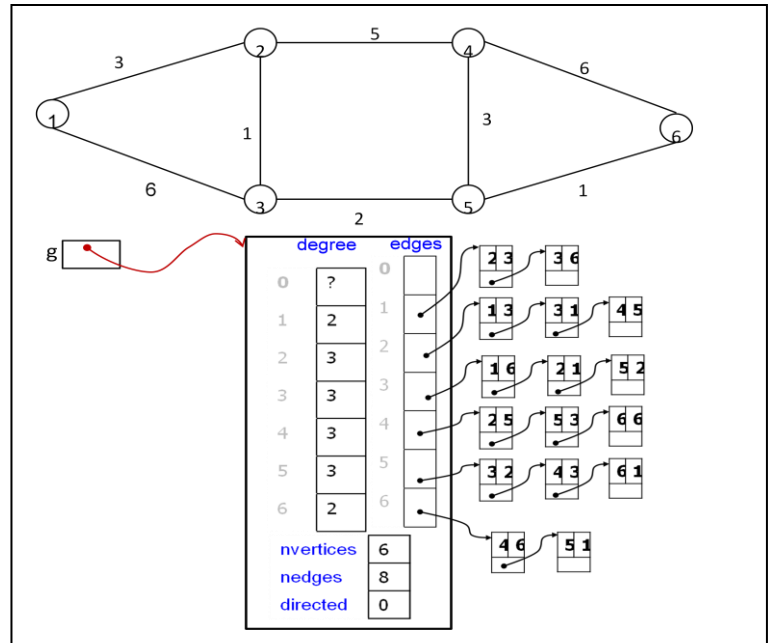 5
2 4
3 6
1 1 3 6
6 1
3 5
2
g
degree edges
0 ? 0
1 2 1
2 3 2
3 3 3
4 3 4
5 3 5
6 2 6
2 3 3 6
1 3 3 1 4 5
1 6 2 1 5 2
2 5 5 3 6 6
3 2 4 3 6 1
4 6 5 1
nvertices 6
nedges 8
directed 0